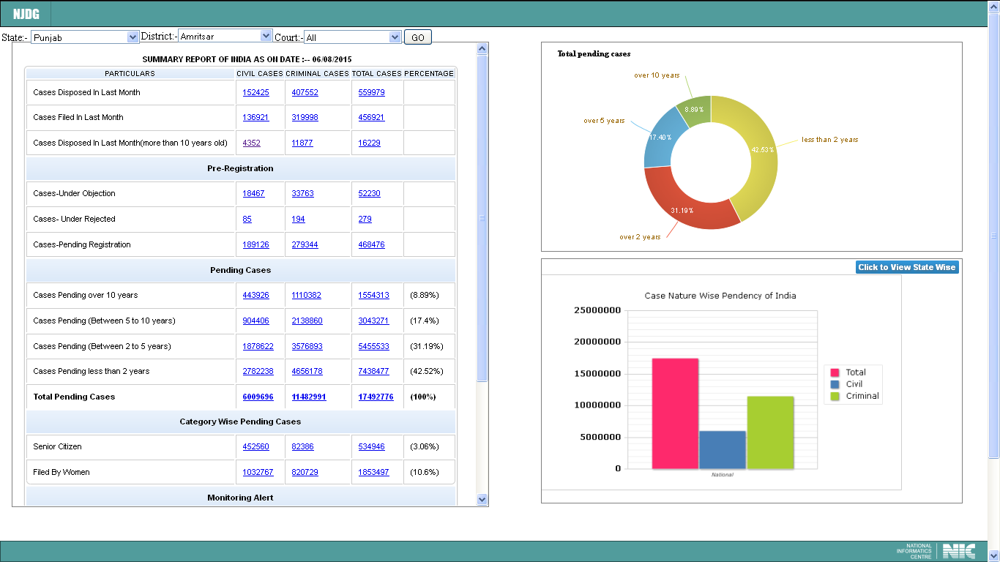 NJDG
State:- Punjab District:- Amritsar Court:- All GO
SUMMARY REPORT OF INDIA AS ON DATE :-- 06/08/2015
PARTICULARS CIVIL CASES CRIMINAL CASES TOTAL CASES PERCENTAGE
Cases Disposed In Last Month 152425 407552 559979
Cases Filed In Last Month 136921 319998 456921
Cases Disposed In Last Month(more than 10 years old) 4352 11877 16229
Pre-Registration
Cases-Under Objection 18467 33763 52230
Cases- Under Rejected 85 194 279
Cases-Pending Registration 189126 279344 468476
Pending Cases
Cases Pending over 10 years 443926 1110382 1554313 (8.89%)
Cases Pending (Between 5 to 10 years) 904406 2138860 3043271 (17.4%)
Cases Pending (Between 2 to 5 years) 1878622 3576893 5455533 (31.19%)
Cases Pending less than 2 years 2782238 4656178 7438477 (42.52%)
Total Pending Cases 6009696 11482991 17492776 (100%)
Category Wise Pending Cases
Senior Citizen 452560 82386 534946 (3.06%)
Filed By Women 1032767 820729 1853497 (10.6%)
Monitoring Alert
Total pending cases
over 10 years
8.89%
over 5 years
17.40%
less than 2 years
42.53%
31.19%
over 2 years
Click to View State Wise
Case Nature Wise Pendency of India
25000000
20000000
15000000
10000000
5000000
0
National
Total
Civil
Criminal
NATIONAL
INFORMATICS
CENTRE
NIC